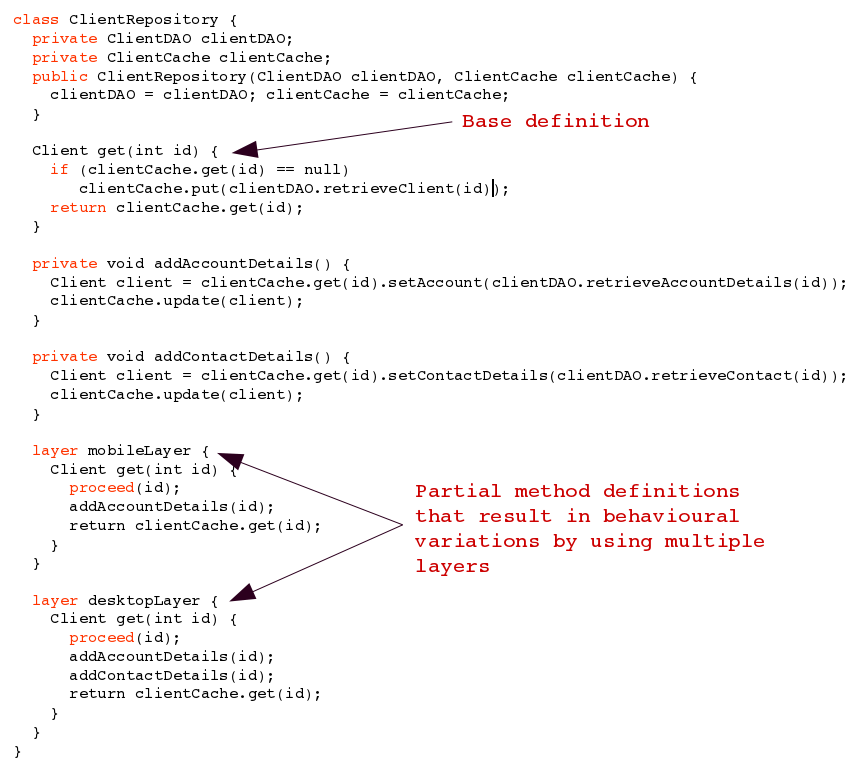 class ClientRepository {
  private ClientDAO clientDAO;
  private ClientCache clientCache;
  public ClientRepository(ClientDAO clientDAO, ClientCache clientCache) {
    clientDAO = clientDAO; clientCache = clientCache;
  }
Base definition
  Client get(int id) {
    if (clientCache.get(id) == null)
       clientCache.put(clientDAO.retrieveClient(id));
    return clientCache.get(id);
  }
  private void addAccountDetails() {
    Client client = clientCache.get(id).setAccount(clientDAO.retrieveAccountDetails(id));
    clientCache.update(client);
  }
  private void addContactDetails() {
    Client client = clientCache.get(id).setContactDetails(clientDAO.retrieveContact(id));
    clientCache.update(client);
  }
  layer mobileLayer {
    Client get(int id) {
      proceed(id);
      addAccountDetails(id);
      return clientCache.get(id);
    }
  }
Partial method definitions
that result in behavioural
variations by using multiple
layers
  layer desktopLayer {
    Client get(int id) {
      proceed(id);
      addAccountDetails(id);
      addContactDetails(id);
      return clientCache.get(id);
    }
  }
}